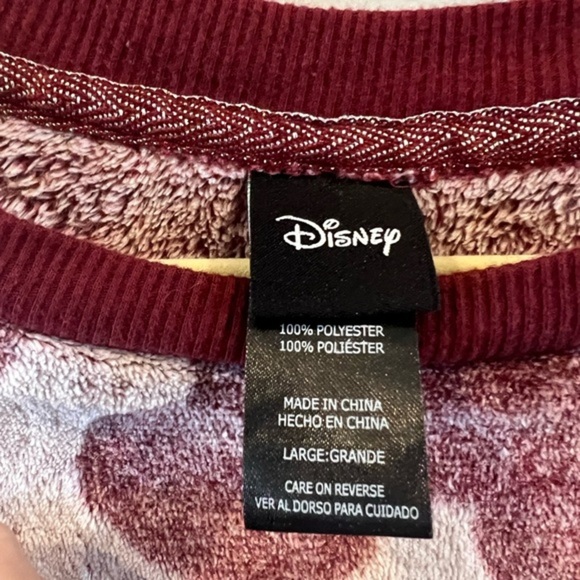 Disney
100% POLYESTER
100% POLIÉSTER
MADE IN CHINA
HECHO EN CHINA
LARGE:GRANDE
CARE ON REVERSE
VER AL DORSO PARA CUIDADO